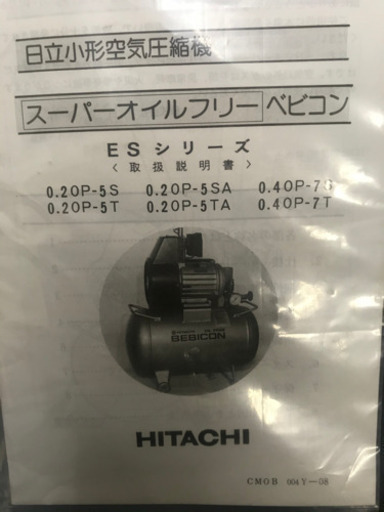 日立小形空気圧縮機
スーパーオイルフリーベビコン
ESシリーズ
〈取扱説明書〉
0.2OP-5S 0.2OP-5SA 0.4OP-7S
0.2OP-5T 0.2OP-5TA 0.4OP-7T
HITACHI
BEBICON
HITACHI
CMOB 004Y-08